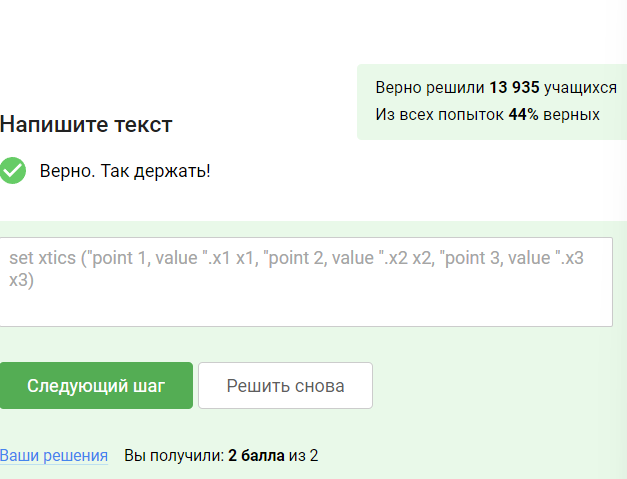 Верно решили 13 935 учащихся
Из всех попыток 44% верных
Напишите текст
Верно. Так держать!
set xtics ("point 1, value ".x1 x1, "point 2, value ".x2 x2, "point 3, value ".x3
x3)
Следующий шаг
Решить снова
Ваши решения Вы получили: 2 балла из 2